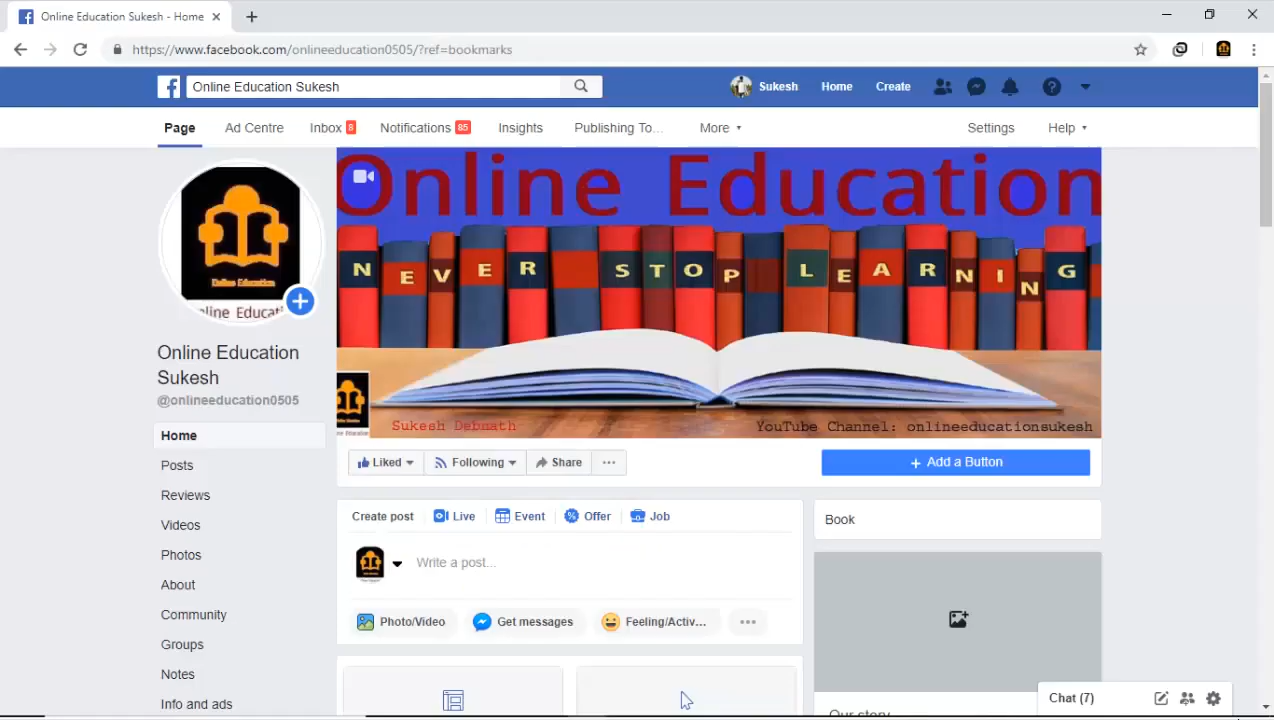 Online Education Sukesh - Home
https://www.facebook.com/onlineeducation0505/?ref=bookmarks
Online Education Sukesh
Sukesh Home Create
Page Ad Centre Inbox 8 Notifications 85 Insights Publishing To... More Settings Help
Online Education
NEVER STOP LEARNING
Online Education
Sukesh Debnath YouTube Channel: onlineeducationsukesh
Online Education
Sukesh
@onlineeducation0505
Home
Posts
Reviews
Videos
Photos
About
Community
Groups
Notes
Info and ads
Liked Following Share
+ Add a Button
Create post Live Event Offer Job
Write a post...
Photo/Video Get messages Feeling/Activ...
Book
Our story
Chat (7)